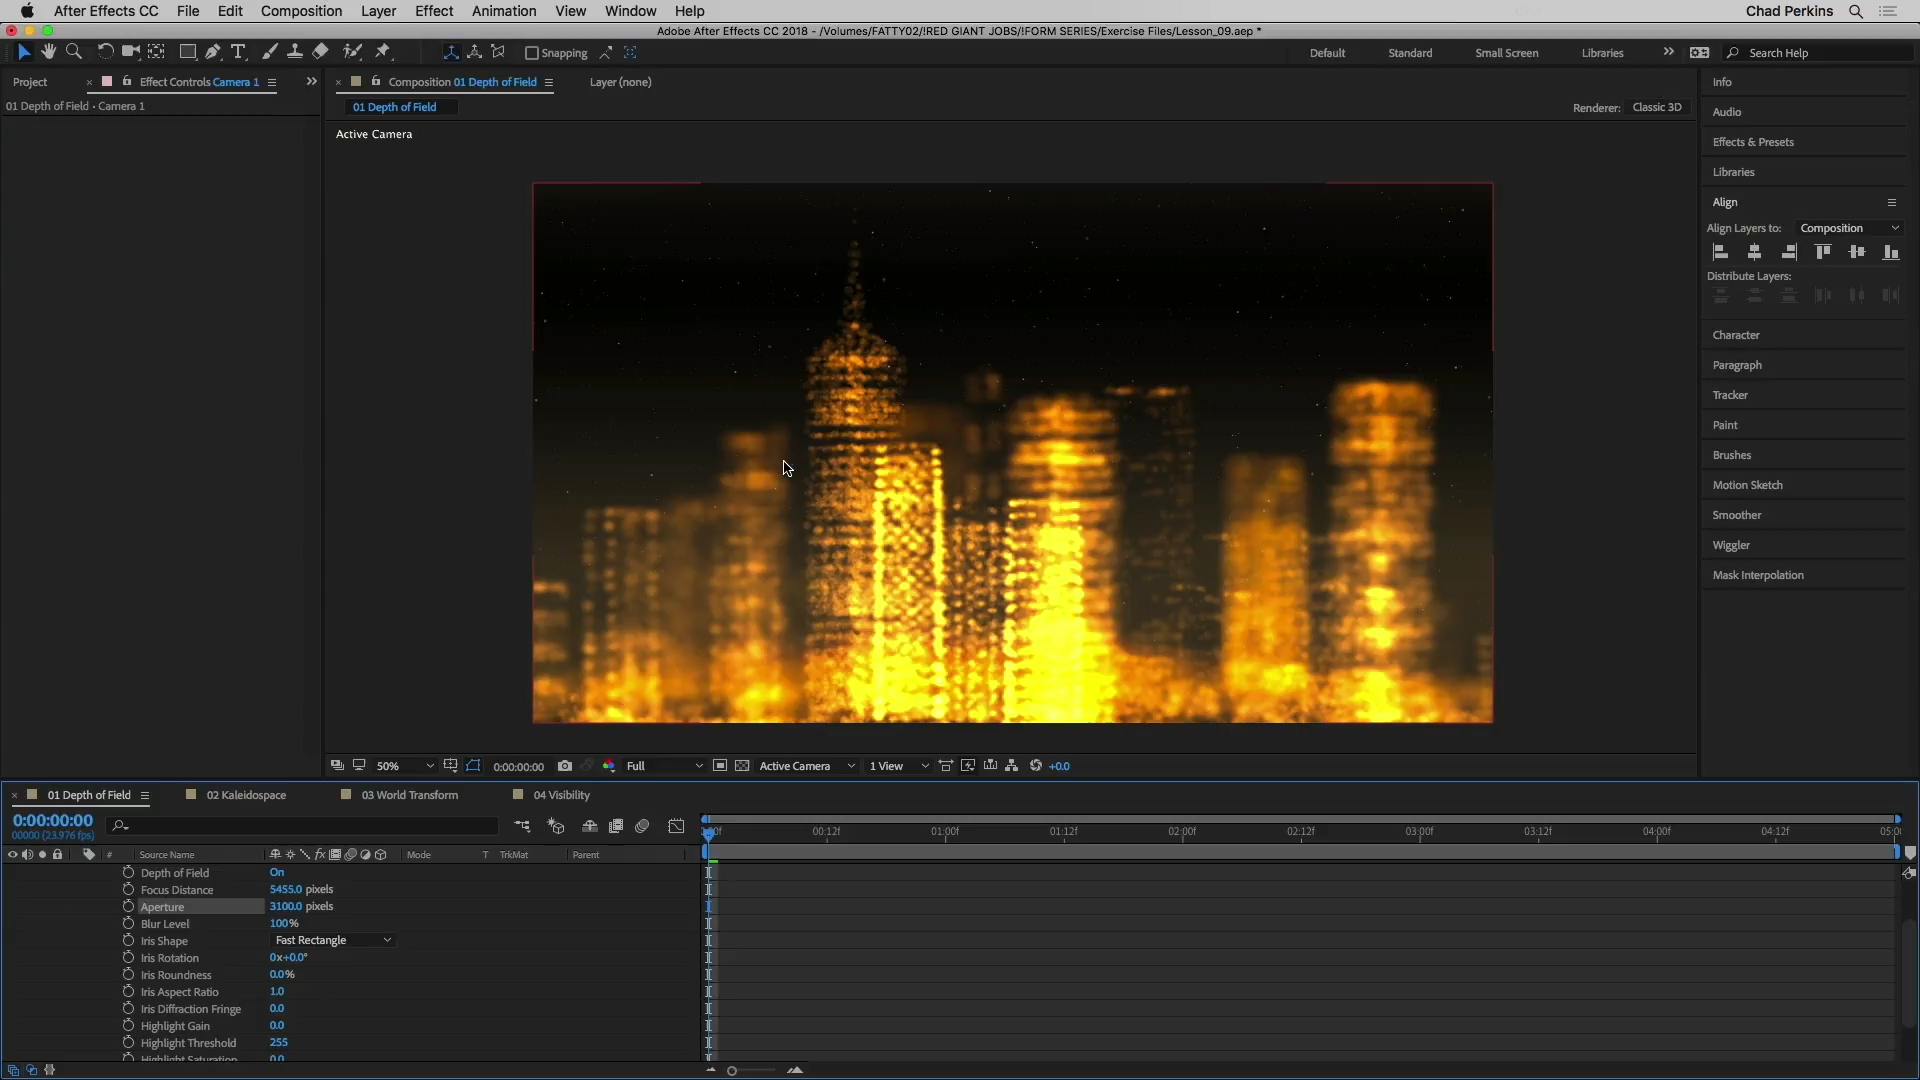 After Effects CC File Edit Composition Layer Effect Animation View Window Help Chad Perkins
Adobe After Effects CC 2018 - /Volumes/FATTY02/!RED GIANT JOBS/!FORM SERIES/Exercise Files/Lesson_09.aep *
Snapping Default Standard Small Screen Libraries Search Help
Project Effect Controls Camera 1 Composition 01 Depth of Field Layer (none)
01 Depth of Field • Camera 1
01 Depth of Field Renderer: Classic 3D
Active Camera
Info
Audio
Effects & Presets
Libraries
Align
Align Layers to: Composition
Distribute Layers:
Character
Paragraph
Tracker
Paint
Brushes
Motion Sketch
Smoother
Wiggler
Mask Interpolation
50% 0:00:00:00 Full Active Camera 1 View +0.0
01 Depth of Field 02 Kaleidospace 03 World Transform 04 Visibility
0:00:00:00
00000 (23.976 fps)
00:12f 01:00f 01:12f 02:00f 02:12f 03:00f 03:12f 04:00f 04:12f
# Source Name Mode T TrkMat Parent
Depth of Field On
Focus Distance 5455.0 pixels
Aperture 3100.0 pixels
Blur Level 100%
Iris Shape Fast Rectangle
Iris Rotation 0x+0.0°
Iris Roundness 0.0%
Iris Aspect Ratio 1.0
Iris Diffraction Fringe 0.0
Highlight Gain 0.0
Highlight Threshold 255
Highlight Saturation 0.0